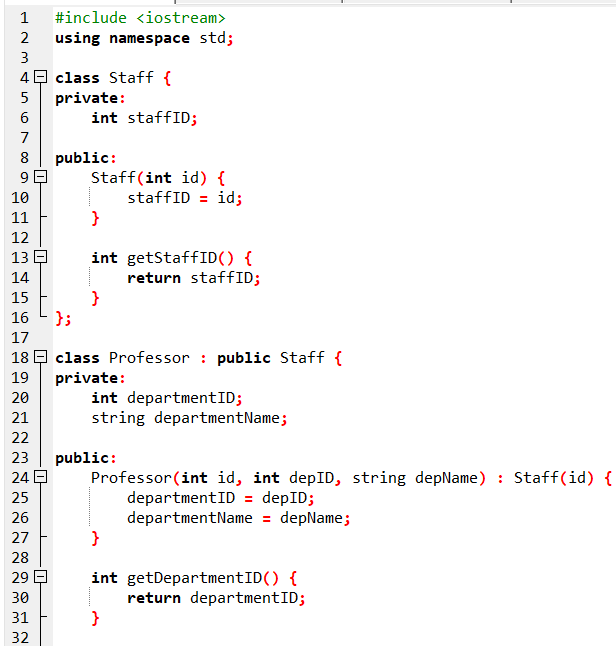 1 #include <iostream>
2 using namespace std;
3
4 class Staff {
5 private:
6     int staffID;
7
8 public:
9     Staff(int id) {
10         staffID = id;
11     }
12
13     int getStaffID() {
14         return staffID;
15     }
16 };
17
18 class Professor : public Staff {
19 private:
20     int departmentID;
21     string departmentName;
22
23 public:
24     Professor(int id, int depID, string depName) : Staff(id) {
25         departmentID = depID;
26         departmentName = depName;
27     }
28
29     int getDepartmentID() {
30         return departmentID;
31     }
32